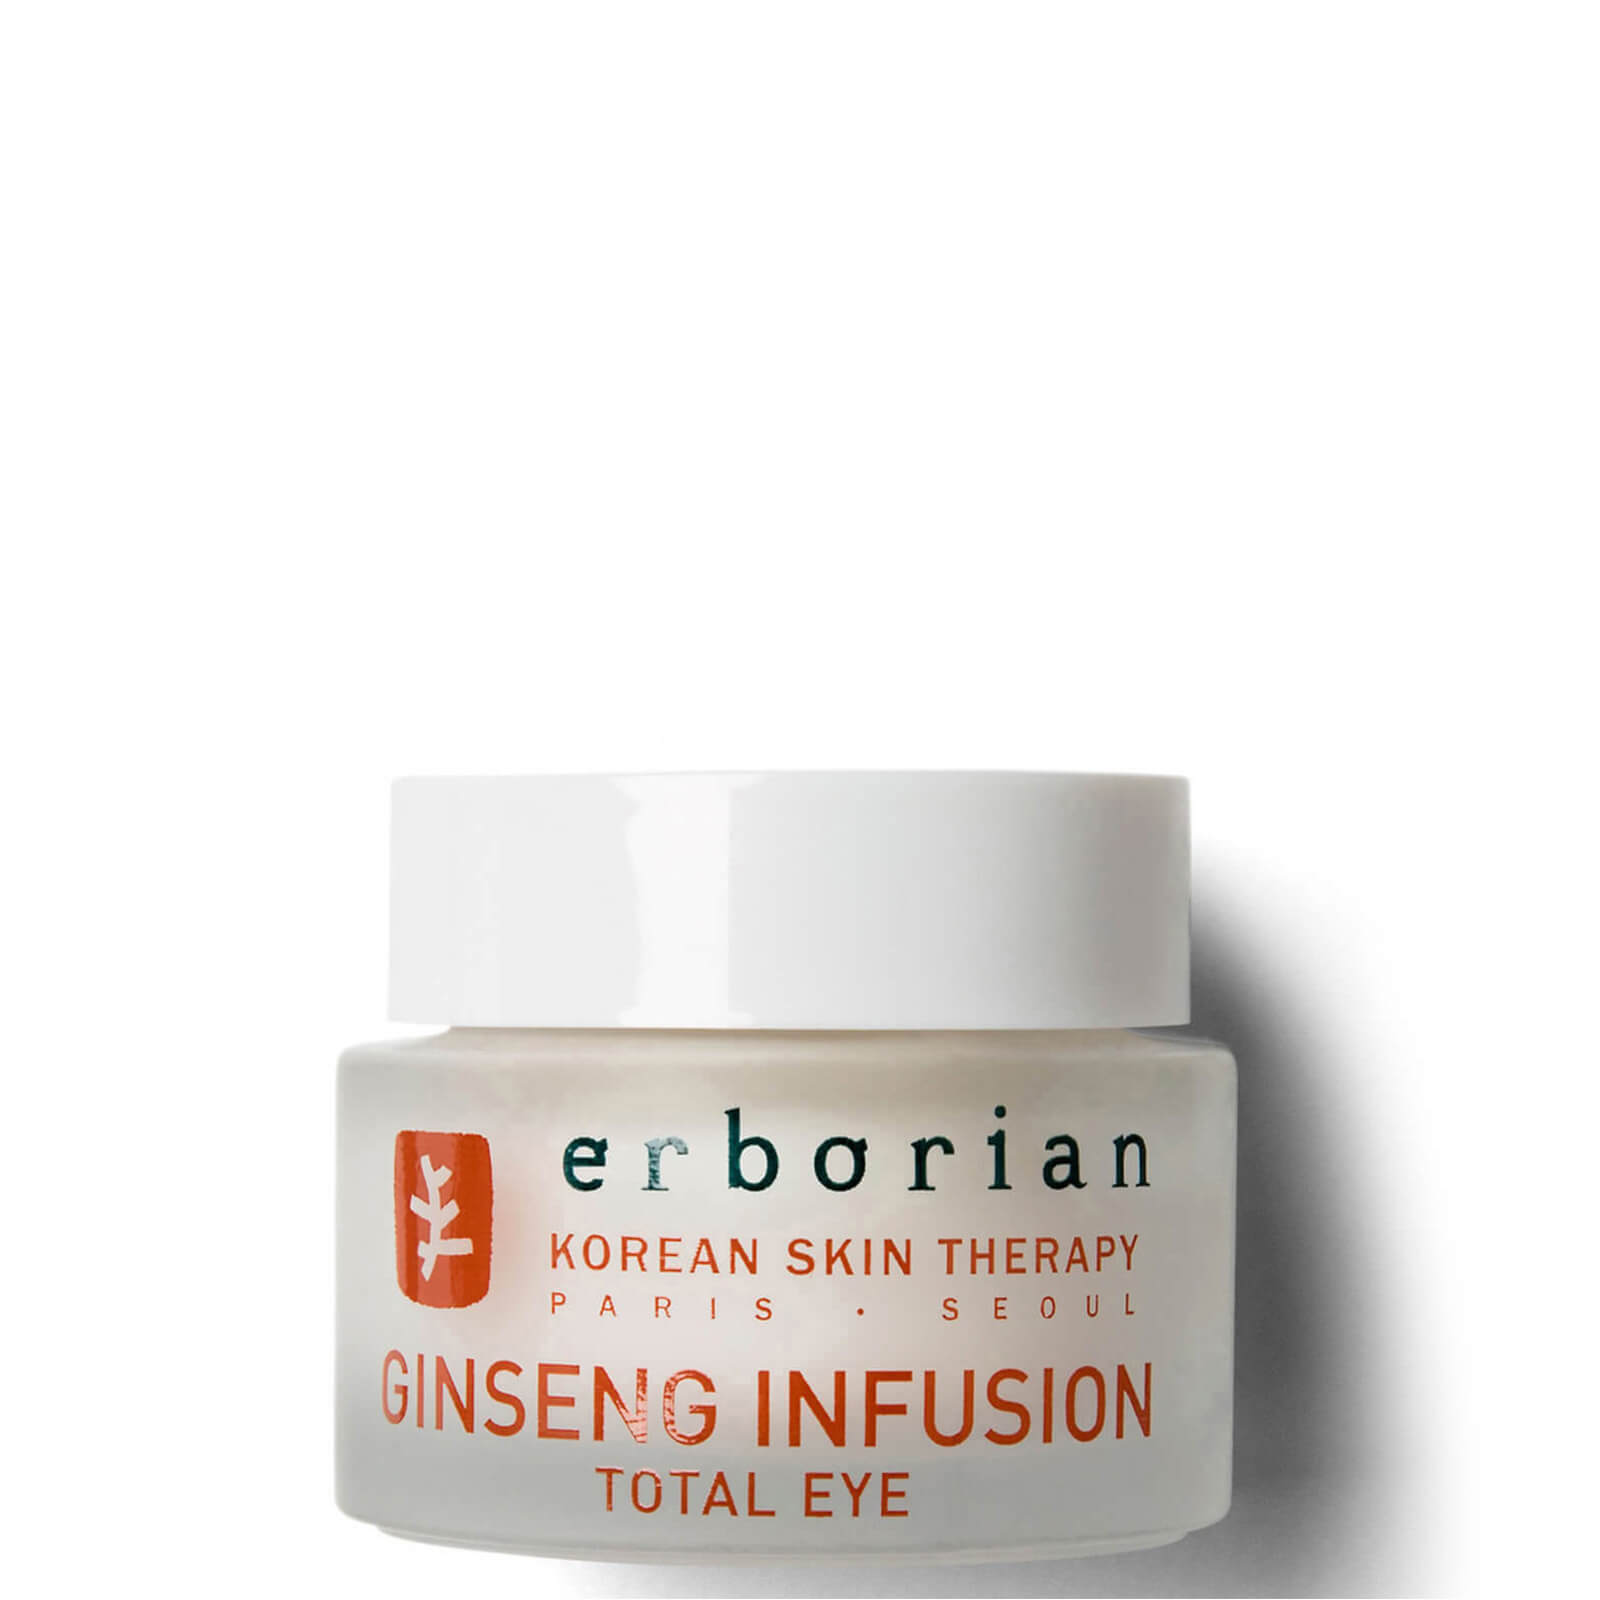 erborian
KOREAN SKIN THERAPY
PARIS · SEOUL
GINSENG INFUSION
TOTAL EYE